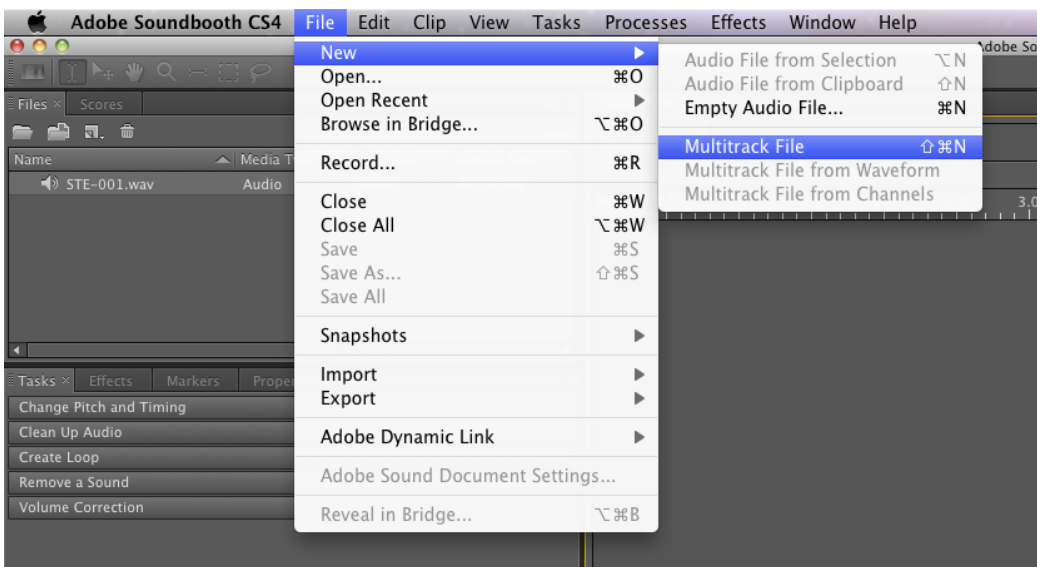 Adobe Soundbooth CS4 File Edit Clip View Tasks Processes Effects Window Help
Adobe So
New
Open... ⌘O
Open Recent
Browse in Bridge... ⌥⌘O
Record... ⌘R
Close ⌘W
Close All ⌥⌘W
Save ⌘S
Save As... ⇧⌘S
Save All
Snapshots
Import
Export
Adobe Dynamic Link
Adobe Sound Document Settings...
Reveal in Bridge... ⌥⌘B
Audio File from Selection ⌥N
Audio File from Clipboard ⇧N
Empty Audio File... ⌘N
Multitrack File ⇧⌘N
Multitrack File from Waveform
Multitrack File from Channels
3.0
Files × Scores
Name Media T
STE-001.wav Audio
Tasks × Effects Markers Proper
Change Pitch and Timing
Clean Up Audio
Create Loop
Remove a Sound
Volume Correction